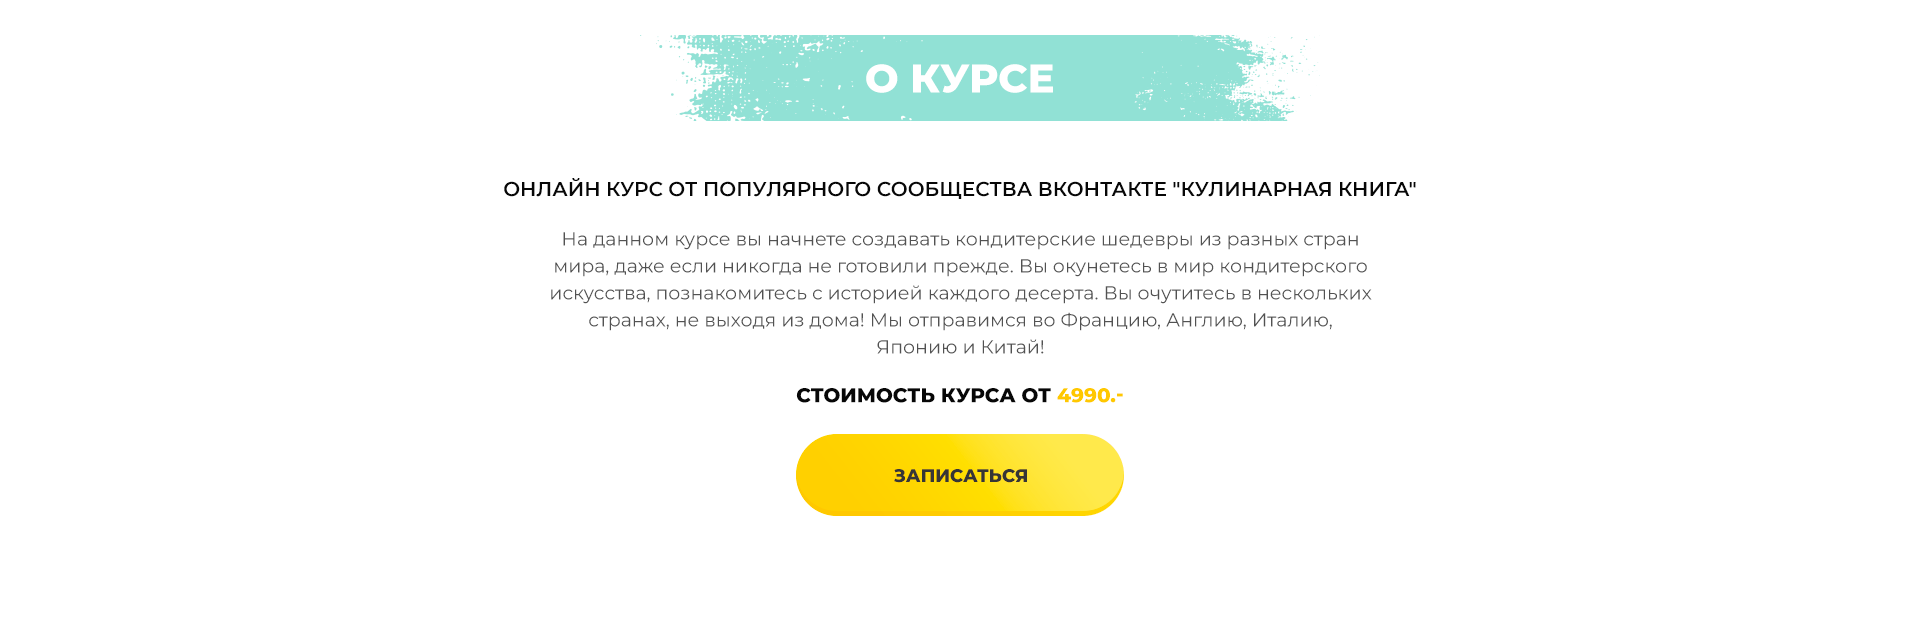 О КУРСЕ
ОНЛАЙН КУРС ОТ ПОПУЛЯРНОГО СООБЩЕСТВА ВКОНТАКТЕ "КУЛИНАРНАЯ КНИГА"
На данном курсе вы начнете создавать кондитерские шедевры из разных стран
мира, даже если никогда не готовили прежде. Вы окунетесь в мир кондитерского
искусства, познакомитесь с историей каждого десерта. Вы очутитесь в нескольких
странах, не выходя из дома! Мы отправимся во Францию, Англию, Италию,
Японию и Китай!
СТОИМОСТЬ КУРСА ОТ 4990.-
ЗАПИСАТЬСЯ